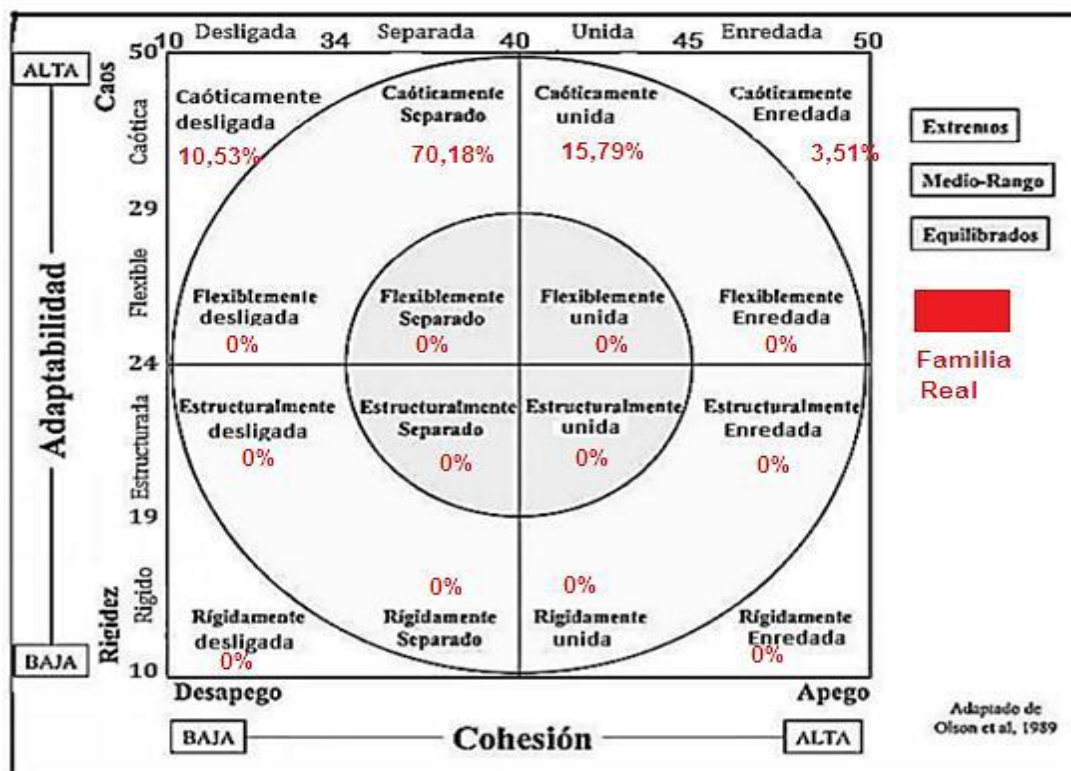 Desligada Separada Unida Enredada
10 34 40 45 50
50
ALTA
Caos
Caótica
Caóticamente desligada
10,53%
Caóticamente Separado
70,18%
Caóticamente unida
15,79%
Caóticamente Enredada
3,51%
Extremos
Medio-Rango
Equilibrados
29
Adaptabilidad
Flexible
Flexiblemente desligada
0%
Flexiblemente Separado
0%
Flexiblemente unida
0%
Flexiblemente Enredada
0%
Familia
Real
24
Estructurada
Estructuralmente desligada
0%
Estructuralmente Separado
0%
Estructuralmente unida
0%
Estructuralmente Enredada
0%
19
Rigidez
Rígido
0%
0%
Rígidamente desligada
0%
Rígidamente Separado
Rígidamente unida
Rígidamente Enredada
0%
BAJA
10
Desapego
Apego
BAJA
Cohesión
ALTA
Adaptado de
Olson et al, 1989